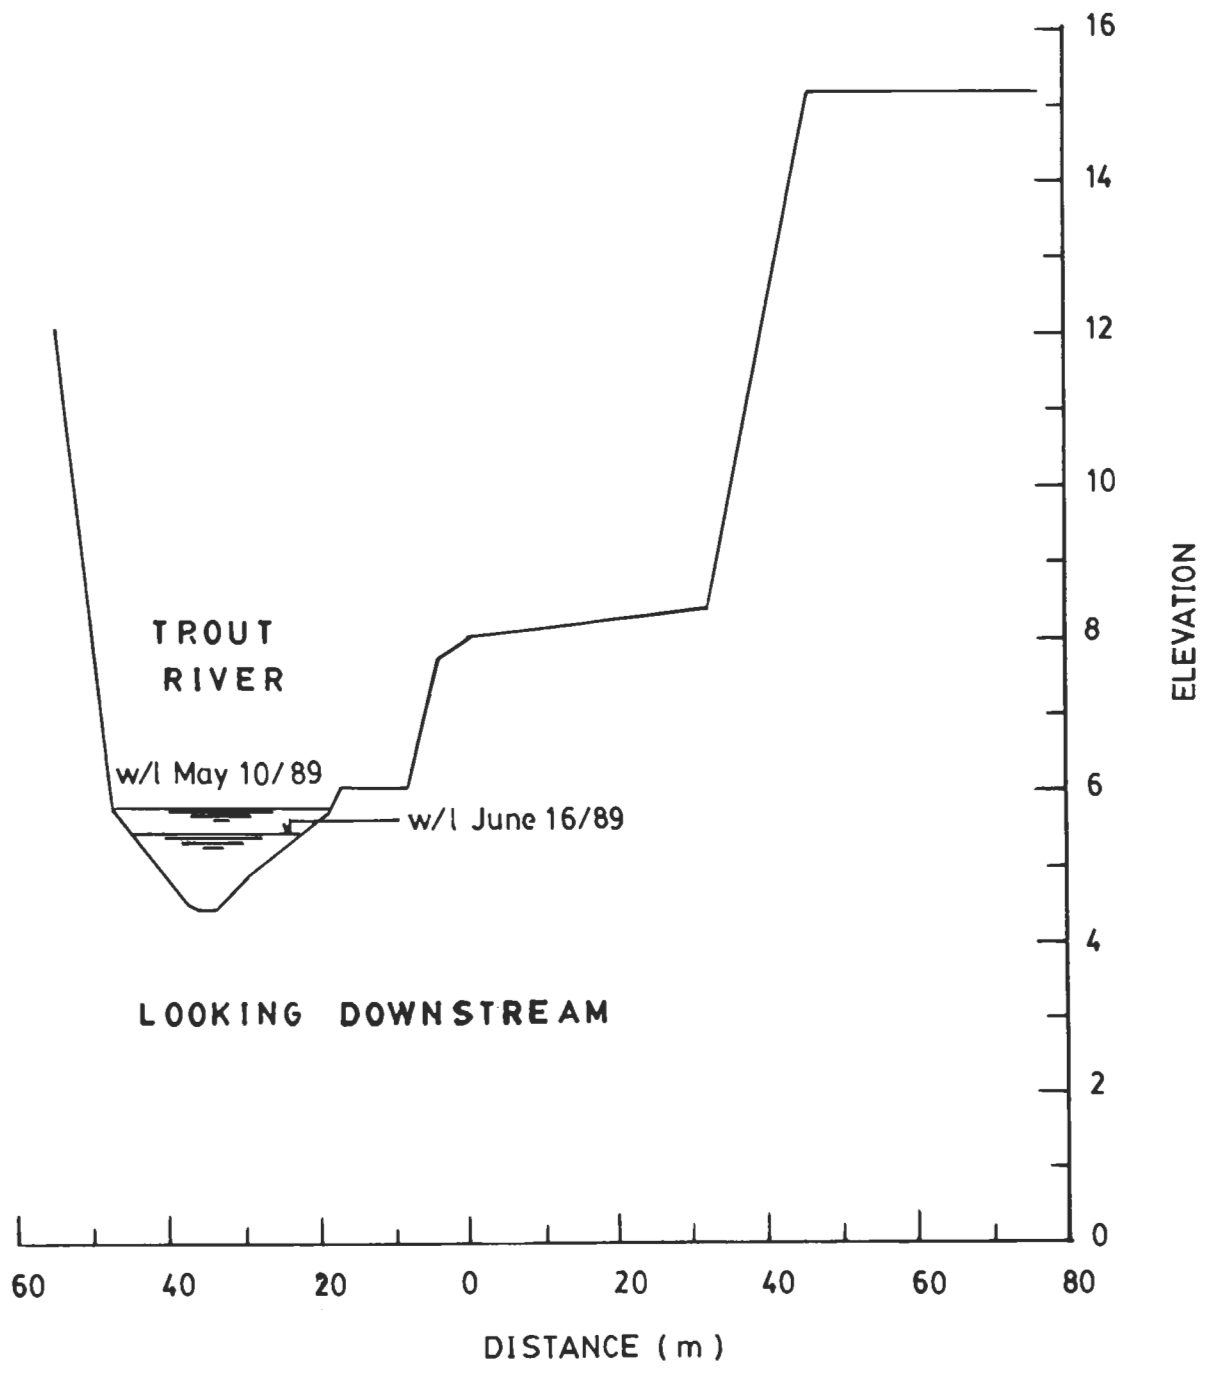 16
14
12
10
8
6
4
2
0
ELEVATION
TROUT
RIVER
w/l May 10/89
w/l June 16/89
LOOKING DOWNSTREAM
60 40 20 0 20 40 60 80
DISTANCE (m)